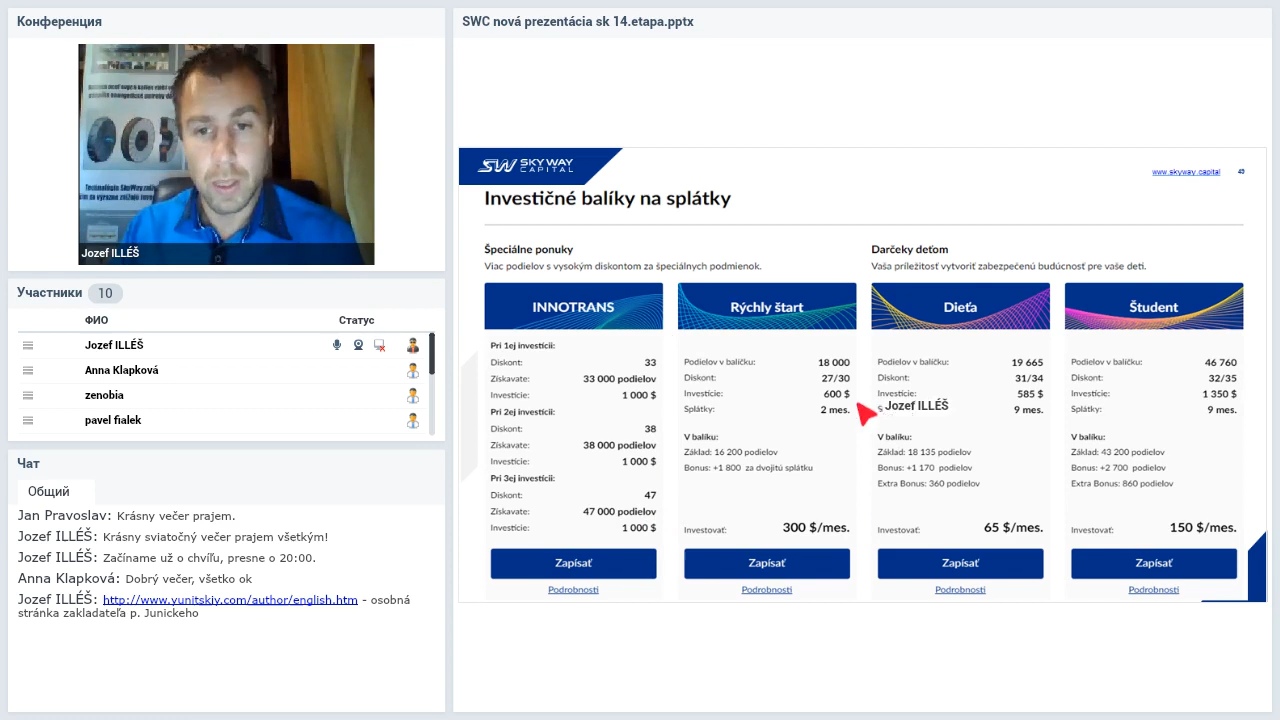 Конференция
Jozef ILLÉŠ
Участники 10
ФИО Статус
Jozef ILLÉŠ
Anna Klapková
zenobia
pavel fialek
Чат
Общий
Jan Pravoslav: Krásny večer prajem.
Jozef ILLÉŠ: Krásny sviatočný večer prajem všetkým!
Jozef ILLÉŠ: Začíname už o chvíľu, presne o 20:00.
Anna Klapková: Dobrý večer, všetko ok
Jozef ILLÉŠ: http://www.yunitskiy.com/author/english.htm - osobná
stránka zakladateľa p. Junickeho
SWC nová prezentácia sk 14.etapa.pptx
SW SKY WAY
CAPITAL
www.skyway.capital 49
Investičné balíky na splátky
Špeciálne ponuky
Viac podielov s vysokým diskontom za špeciálnych podmienok.
Darčeky deťom
Vaša príležitosť vytvoriť zabezpečenú budúcnosť pre vaše deti.
INNOTRANS
Pri 1ej investícii:
Diskont: 33
Získavate: 33 000 podielov
Investície: 1 000 $
Pri 2ej investícii:
Diskont: 38
Získavate: 38 000 podielov
Investície: 1 000 $
Pri 3ej investícii:
Diskont: 47
Získavate: 47 000 podielov
Investície: 1 000 $
Zapísať
Podrobnosti
Rýchly štart
Podielov v balíčku: 18 000
Diskont: 27/30
Investície: 600 $
Splátky: 2 mes.
V balíku:
Základ: 16 200 podielov
Bonus: +1 800 za dvojitú splátku
Investovať: 300 $/mes.
Zapísať
Podrobnosti
Dieťa
Podielov v balíčku: 19 665
Diskont: 31/34
Investície: 585 $
9 mes.
Jozef ILLÉŠ
V balíku:
Základ: 18 135 podielov
Bonus: +1 170 podielov
Extra Bonus: 360 podielov
Investovať: 65 $/mes.
Zapísať
Podrobnosti
Študent
Podielov v balíčku: 46 760
Diskont: 32/35
Investície: 1 350 $
Splátky: 9 mes.
V balíku:
Základ: 43 200 podielov
Bonus: +2 700 podielov
Extra Bonus: 860 podielov
Investovať: 150 $/mes.
Zapísať
Podrobnosti